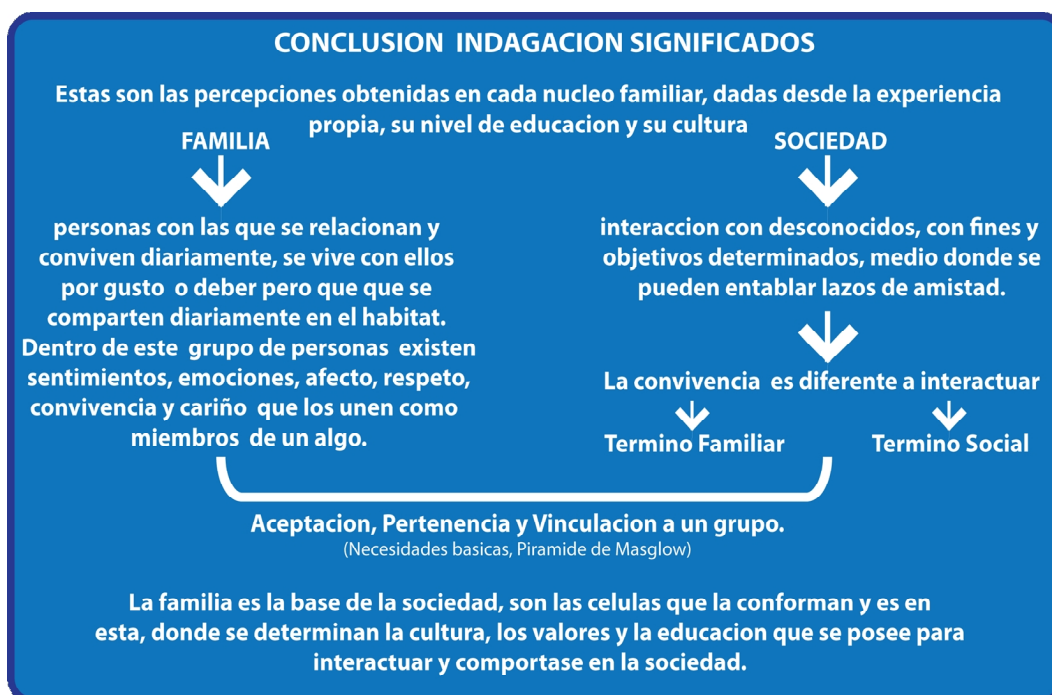 CONCLUSION INDAGACION SIGNIFICADOS
Estas son las percepciones obtenidas en cada nucleo familiar, dadas desde la experiencia
propia, su nivel de educacion y su cultura
FAMILIA
personas con las que se relacionan y
conviven diariamente, se vive con ellos
por gusto o deber pero que que se
comparten diariamente en el habitat.
Dentro de este grupo de personas existen
sentimientos, emociones, afecto, respeto,
convivencia y cariño que los unen como
miembros de un algo.
SOCIEDAD
interaccion con desconocidos, con fines y
objetivos determinados, medio donde se
pueden entablar lazos de amistad.
La convivencia es diferente a interactuar
Termino Familiar
Termino Social
Aceptacion, Pertenencia y Vinculacion a un grupo.
(Necesidades basicas, Piramide de Masglow)
La familia es la base de la sociedad, son las celulas que la conforman y es en
esta, donde se determinan la cultura, los valores y la educacion que se posee para
interactuar y comportase en la sociedad.